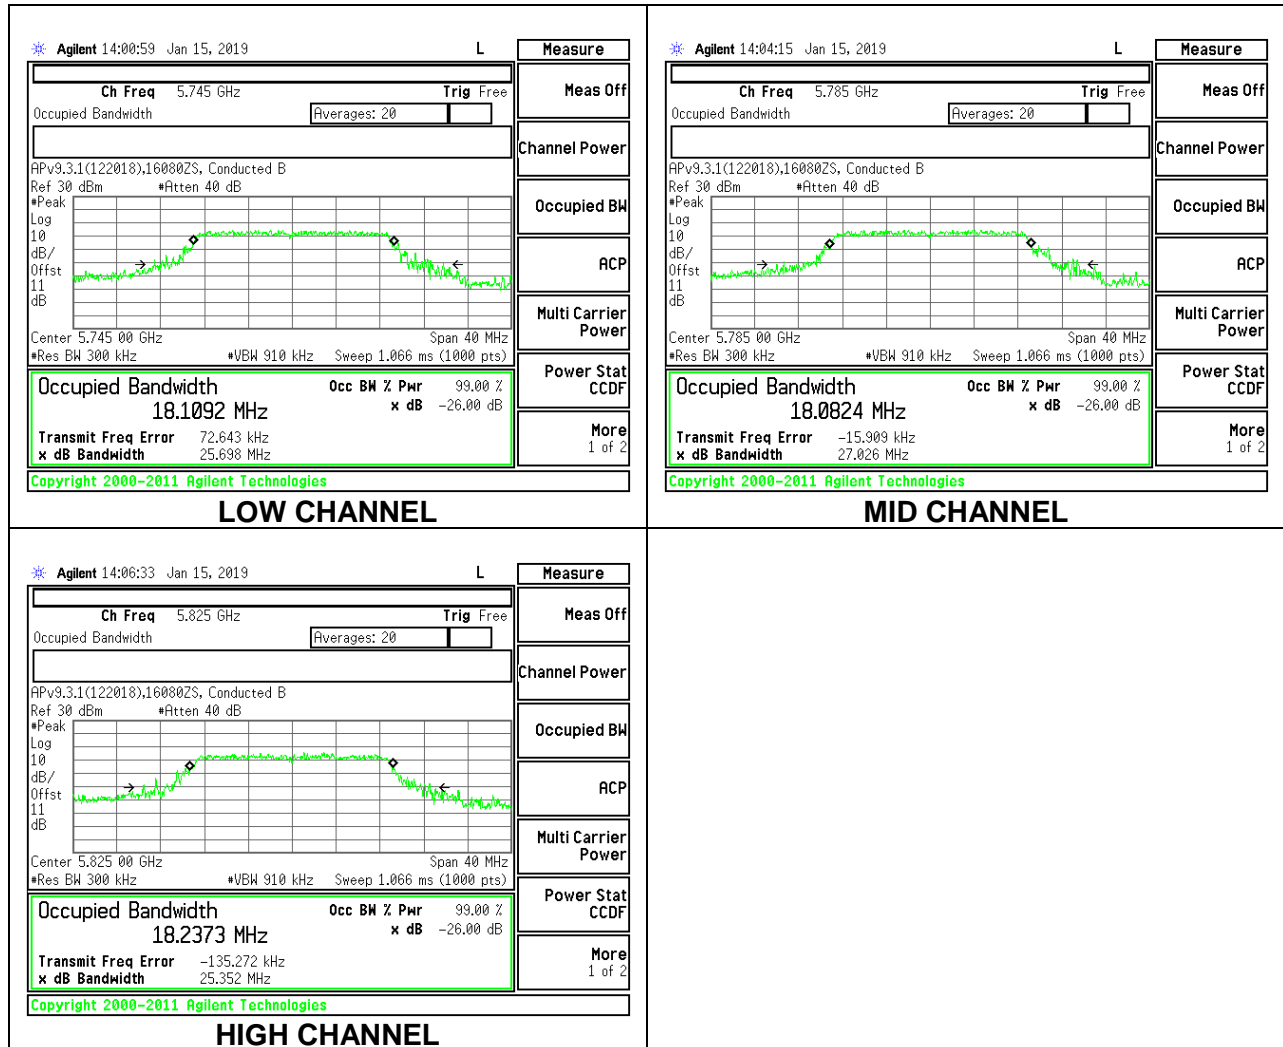 Agilent 14:00:59 Jan 15, 2019 L Measure
Ch Freq 5.745 GHz Trig Free
Occupied Bandwidth Averages: 20
APv9.3.1(122018),16080ZS, Conducted B
Ref 30 dBm #Atten 40 dB
#Peak
Log
10
dB/
Offst
11
dB
Center 5.745 00 GHz Span 40 MHz
#Res BW 300 kHz #VBW 910 kHz Sweep 1.066 ms (1000 pts)
Occupied Bandwidth Occ BW % Pwr 99.00 %
18.1092 MHz x dB -26.00 dB
Transmit Freq Error 72.643 kHz
x dB Bandwidth 25.698 MHz
Copyright 2000-2011 Agilent Technologies
Meas Off
Channel Power
Occupied BW
ACP
Multi Carrier
Power
Power Stat
CCDF
More
1 of 2
LOW CHANNEL
Agilent 14:04:15 Jan 15, 2019 L Measure
Ch Freq 5.785 GHz Trig Free
Occupied Bandwidth Averages: 20
APv9.3.1(122018),16080ZS, Conducted B
Ref 30 dBm #Atten 40 dB
#Peak
Log
10
dB/
Offst
11
dB
Center 5.785 00 GHz Span 40 MHz
#Res BW 300 kHz #VBW 910 kHz Sweep 1.066 ms (1000 pts)
Occupied Bandwidth Occ BW % Pwr 99.00 %
18.0824 MHz x dB -26.00 dB
Transmit Freq Error -15.909 kHz
x dB Bandwidth 27.026 MHz
Copyright 2000-2011 Agilent Technologies
Meas Off
Channel Power
Occupied BW
ACP
Multi Carrier
Power
Power Stat
CCDF
More
1 of 2
MID CHANNEL
Agilent 14:06:33 Jan 15, 2019 L Measure
Ch Freq 5.825 GHz Trig Free
Occupied Bandwidth Averages: 20
APv9.3.1(122018),16080ZS, Conducted B
Ref 30 dBm #Atten 40 dB
#Peak
Log
10
dB/
Offst
11
dB
Center 5.825 00 GHz Span 40 MHz
#Res BW 300 kHz #VBW 910 kHz Sweep 1.066 ms (1000 pts)
Occupied Bandwidth Occ BW % Pwr 99.00 %
18.2373 MHz x dB -26.00 dB
Transmit Freq Error -135.272 kHz
x dB Bandwidth 25.352 MHz
Copyright 2000-2011 Agilent Technologies
Meas Off
Channel Power
Occupied BW
ACP
Multi Carrier
Power
Power Stat
CCDF
More
1 of 2
HIGH CHANNEL